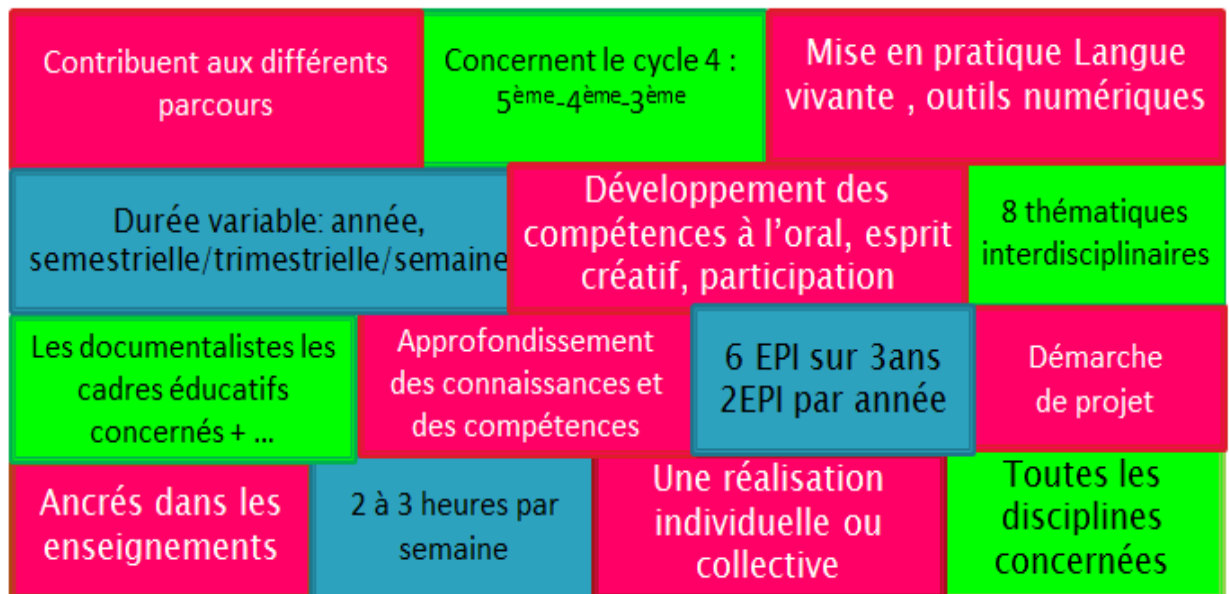 Contribuent aux différents
parcours
Concernent le cycle 4 :
5ème-4ème-3ème
Mise en pratique Langue
vivante , outils numériques
Durée variable: année,
semestrielle/trimestrielle/semaine
Développement des
compétences à l'oral, esprit
créatif, participation
8 thématiques
interdisciplinaires
Les documentalistes les
cadres éducatifs
concernés + ...
Approfondissement
des connaissances et
des compétences
6 EPI sur 3ans
2EPI par année
Démarche
de projet
Ancrés dans les
enseignements
2 à 3 heures par
semaine
Une réalisation
individuelle ou
collective
Toutes les
disciplines
concernées